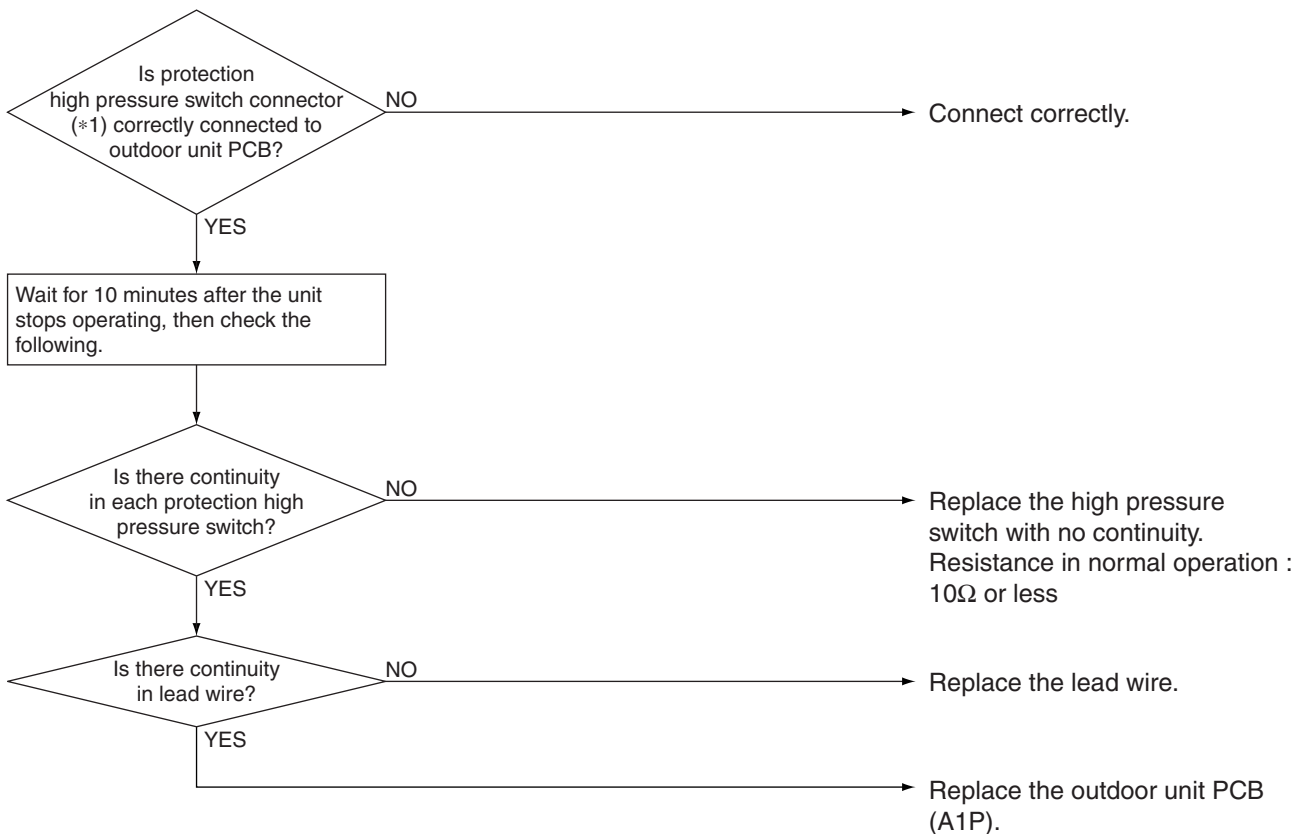 Is protection
high pressure switch connector
(*1) correctly connected to
outdoor unit PCB?
NO
Connect correctly.
YES
Wait for 10 minutes after the unit
stops operating, then check the
following.
Is there continuity
in each protection high
pressure switch?
NO
Replace the high pressure
switch with no continuity.
Resistance in normal operation :
10Ω or less
YES
Is there continuity
in lead wire?
NO
Replace the lead wire.
YES
Replace the outdoor unit PCB
(A1P).